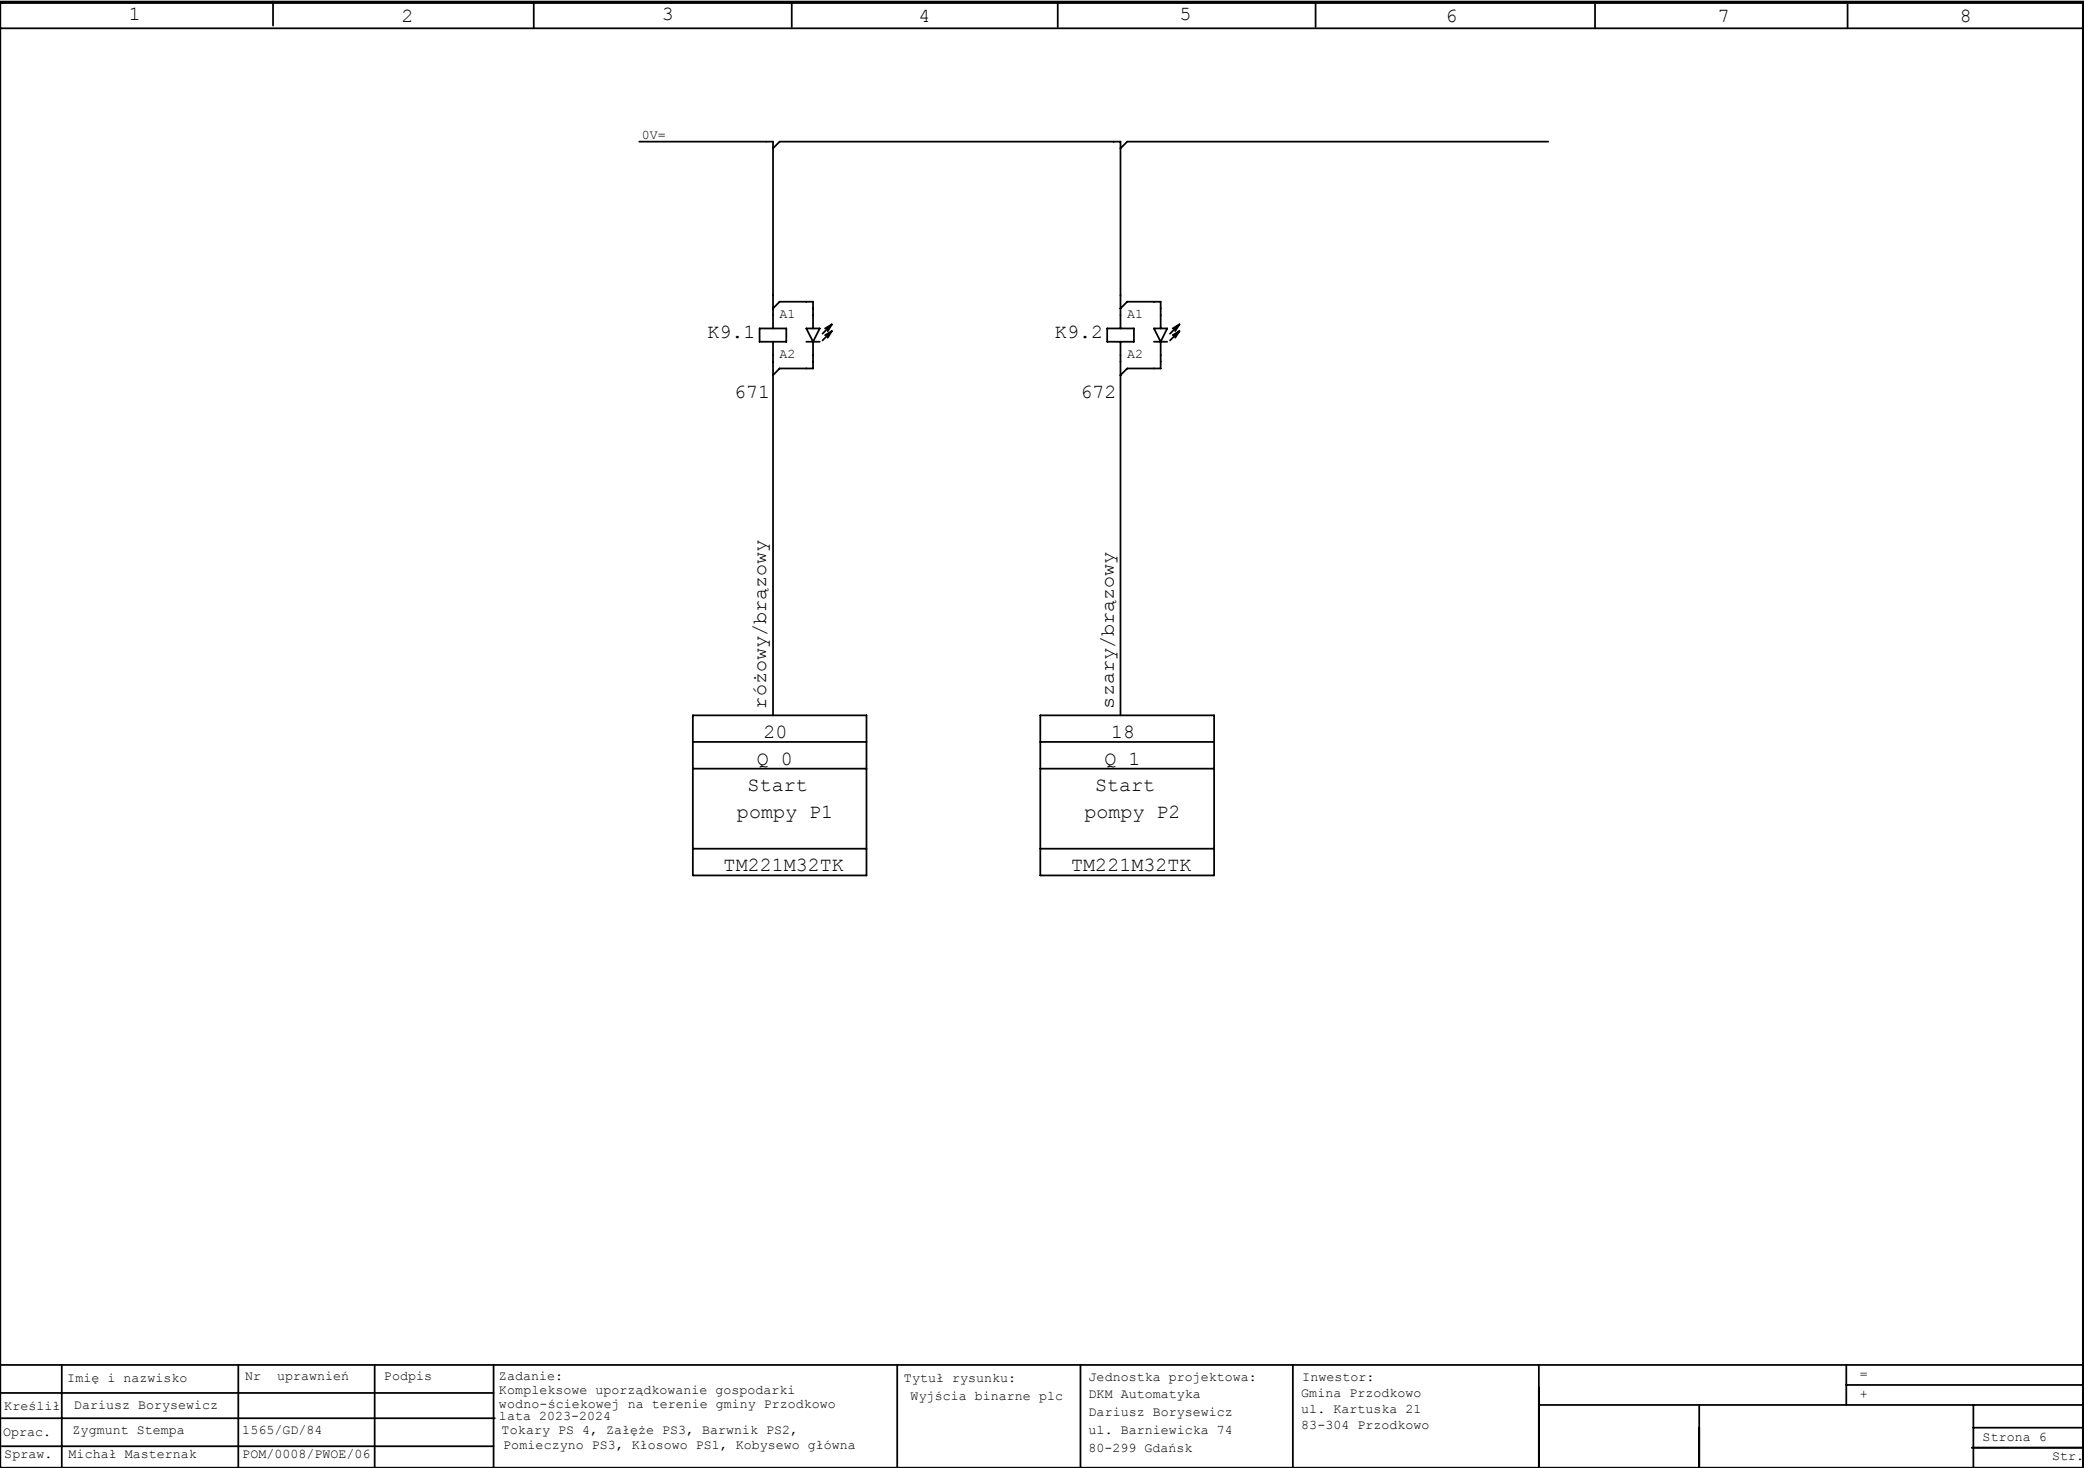 1 2 3 4 5 6 7 8
0V=
A1 A1
K9.1 K9.2
A2 A2
671 672
różowy/brązowy szary/brązowy
20 18
Q 0 Q 1
Start Start
pompy P1 pompy P2
TM221M32TK TM221M32TK
Imię i nazwisko Nr uprawnień Podpis
Kreślił Dariusz Borysewicz
Oprac. Zygmunt Stempa 1565/GD/84
Spraw. Michał Masternak POM/0008/PWOE/06
Zadanie:
Kompleksowe uporządkowanie gospodarki
wodno-ściekowej na terenie gminy Przodkowo
lata 2023-2024
Tokary PS 4, Załęże PS3, Barwnik PS2,
Pomieczyno PS3, Kłosowo PS1, Kobysewo główna
Tytuł rysunku:
Wyjścia binarne plc
Jednostka projektowa:
DKM Automatyka
Dariusz Borysewicz
ul. Barniewicka 74
80-299 Gdańsk
Inwestor:
Gmina Przodkowo
ul. Kartuska 21
83-304 Przodkowo
=
+
Strona 6
Str.